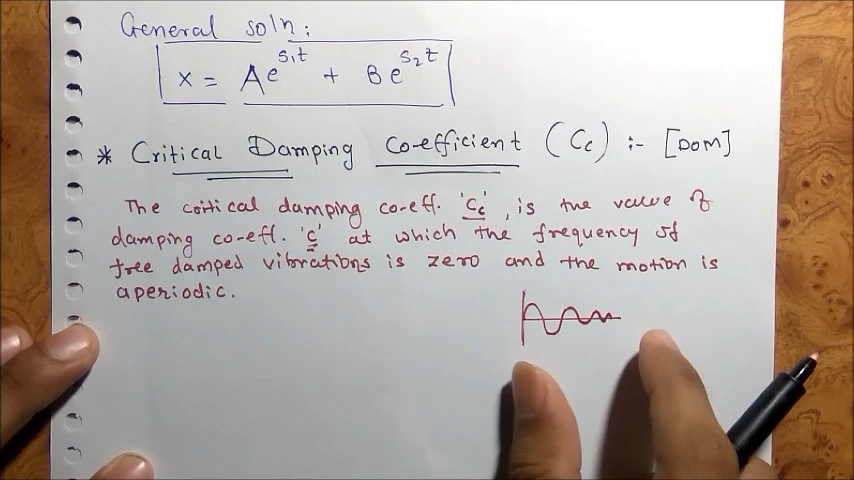 General soln:
x = Ae^{s₁t} + Be^{s₂t}
* Critical Damping Co-efficient (Cc) :- [DOM]
The critical damping co-eff. 'Cc', is the value of
damping co-eff. 'c' at which the frequency of
free damped vibrations is zero and the motion is
aperiodic.